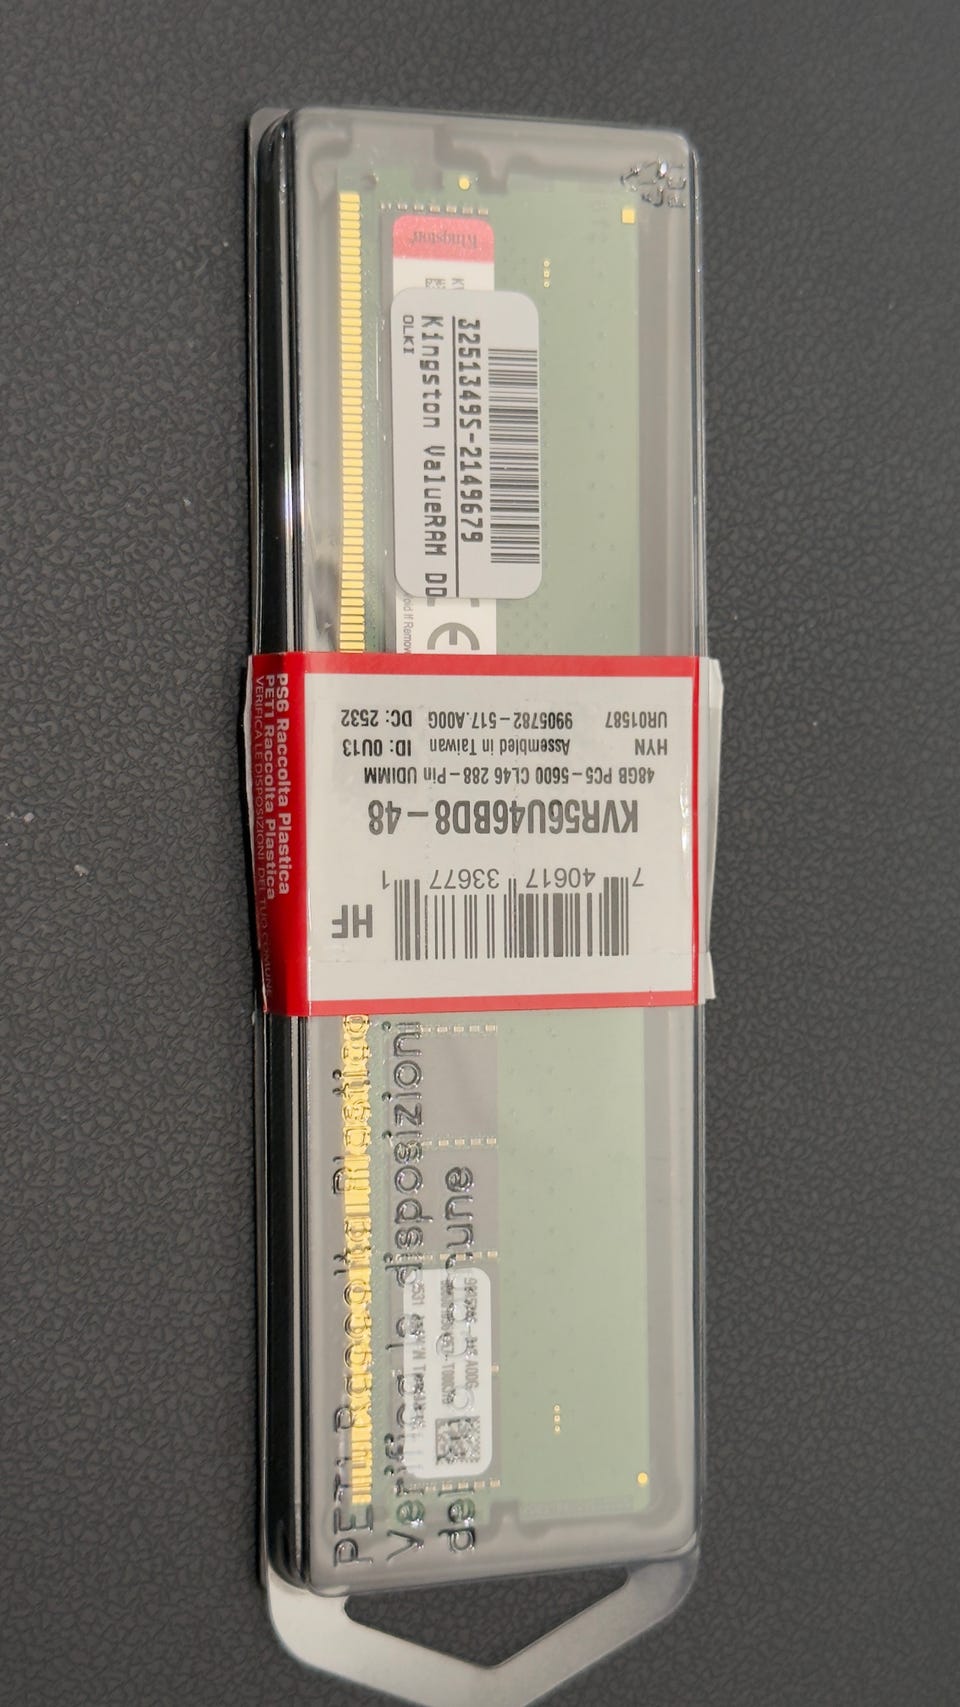 Kingston
32513495-2149679
Kingston ValueRAM DD
OLKI
CE
PS6 Raccolta Plastica
PET1 Raccolta Plastica
VERIFICA LE DISPOSIZIONI DEL TUO COMUNE
HF
7 40617 33677 1
KVR56U46BD8-48
48GB PC5-5600 CL46 288-Pin UDIMM
HYN Assembled in Taiwan ID: 0U13
UR01587 9905782-517.A00G DC: 2532
PET1 Raccolta Plastica
Verifica le disposizioni
del comune